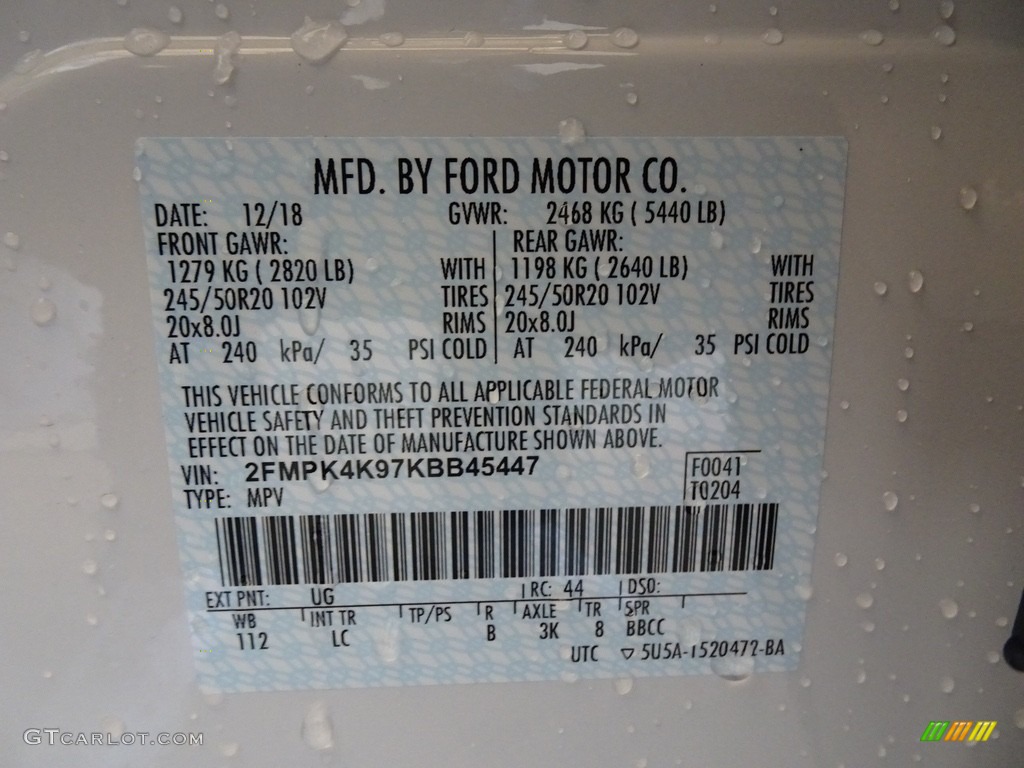 MFD. BY FORD MOTOR CO.
DATE: 12/18 GVWR: 2468 KG ( 5440 LB)
FRONT GAWR: REAR GAWR:
1279 KG ( 2820 LB) WITH 1198 KG ( 2640 LB) WITH
245/50R20 102V TIRES 245/50R20 102V TIRES
20x8.0J RIMS 20x8.0J RIMS
AT 240 kPa/ 35 PSI COLD AT 240 kPa/ 35 PSI COLD
THIS VEHICLE CONFORMS TO ALL APPLICABLE FEDERAL MOTOR
VEHICLE SAFETY AND THEFT PREVENTION STANDARDS IN
EFFECT ON THE DATE OF MANUFACTURE SHOWN ABOVE.
VIN: 2FMPK4K97KBB45447 F0041
TYPE: MPV T0204
EXT PNT: UG RC: 44 DSO:
WB INT TR TP/PS R AXLE TR SPR
112 LC B 3K 8 BBCC
UTC ▽ 5U5A-1520472-BA
GTCARLOT.COM